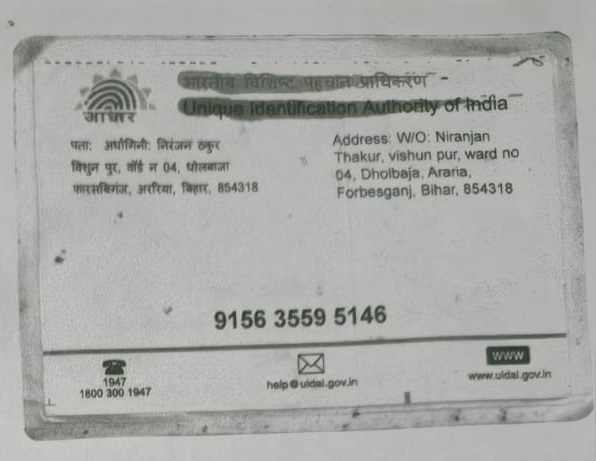 भारतीय विशिष्ट पहचान आधिकरण
Unique Identification Authority of India
आधार
पता: अर्धांगिनी: निरंजन ठाकुर
विशुन पुर, वॉर्ड न 04, धोलबाजा
फारबिसगंज, अररिया, बिहार, 854318
Address: W/O: Niranjan
Thakur, vishun pur, ward no
04, Dholbaja, Araria,
Forbesganj, Bihar, 854318
9156 3559 5146
1947
1800 300 1947
help@uidai.gov.in
www
www.uidai.gov.in